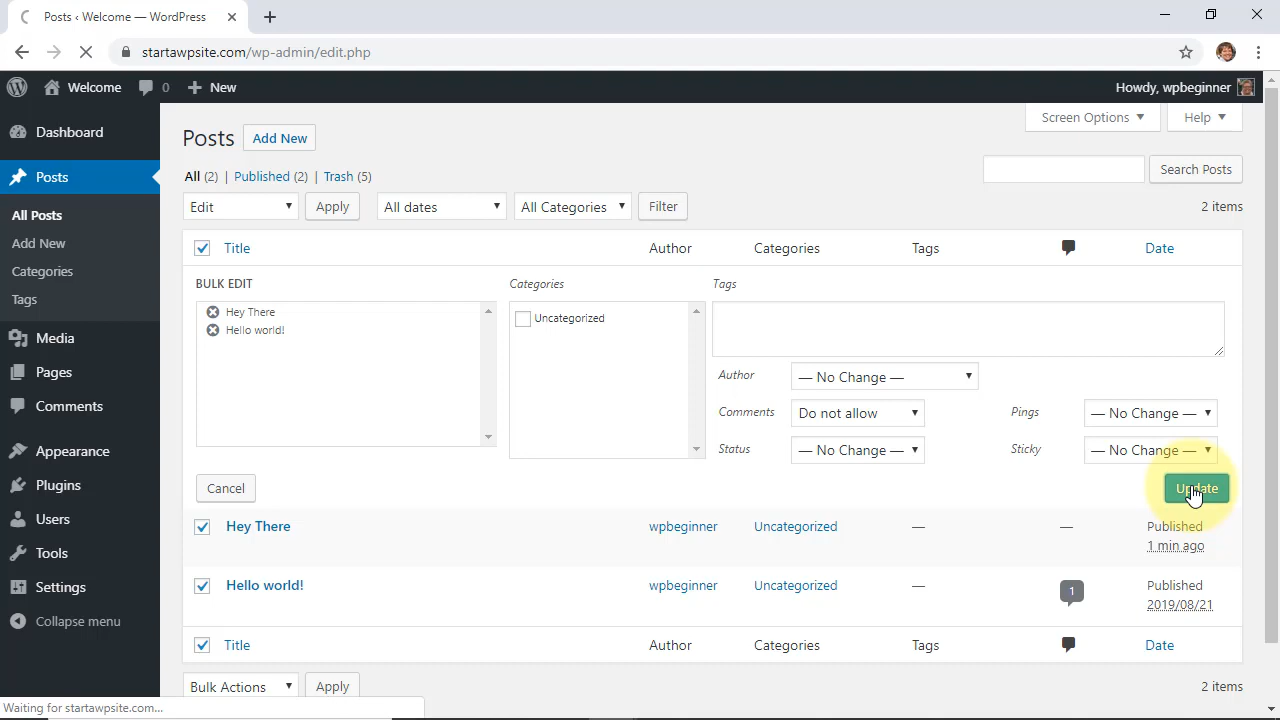 Posts ‹ Welcome — WordPress
startawpsite.com/wp-admin/edit.php
Welcome 0 New
Howdy, wpbeginner
Screen Options Help
Dashboard
Posts
All Posts
Add New
Categories
Tags
Media
Pages
Comments
Appearance
Plugins
Users
Tools
Settings
Collapse menu
Posts Add New
All (2) | Published (2) | Trash (5)
Search Posts
Edit Apply All dates All Categories Filter
2 items
Title Author Categories Tags Date
BULK EDIT Categories Tags
Hey There
Hello world!
Uncategorized
Author — No Change —
Comments Do not allow Pings — No Change —
Status — No Change — Sticky — No Change —
Cancel Update
Hey There wpbeginner Uncategorized — — Published
1 min ago
Hello world! wpbeginner Uncategorized — 1 Published
2019/08/21
Title Author Categories Tags Date
Bulk Actions Apply 2 items
Waiting for startawpsite.com...